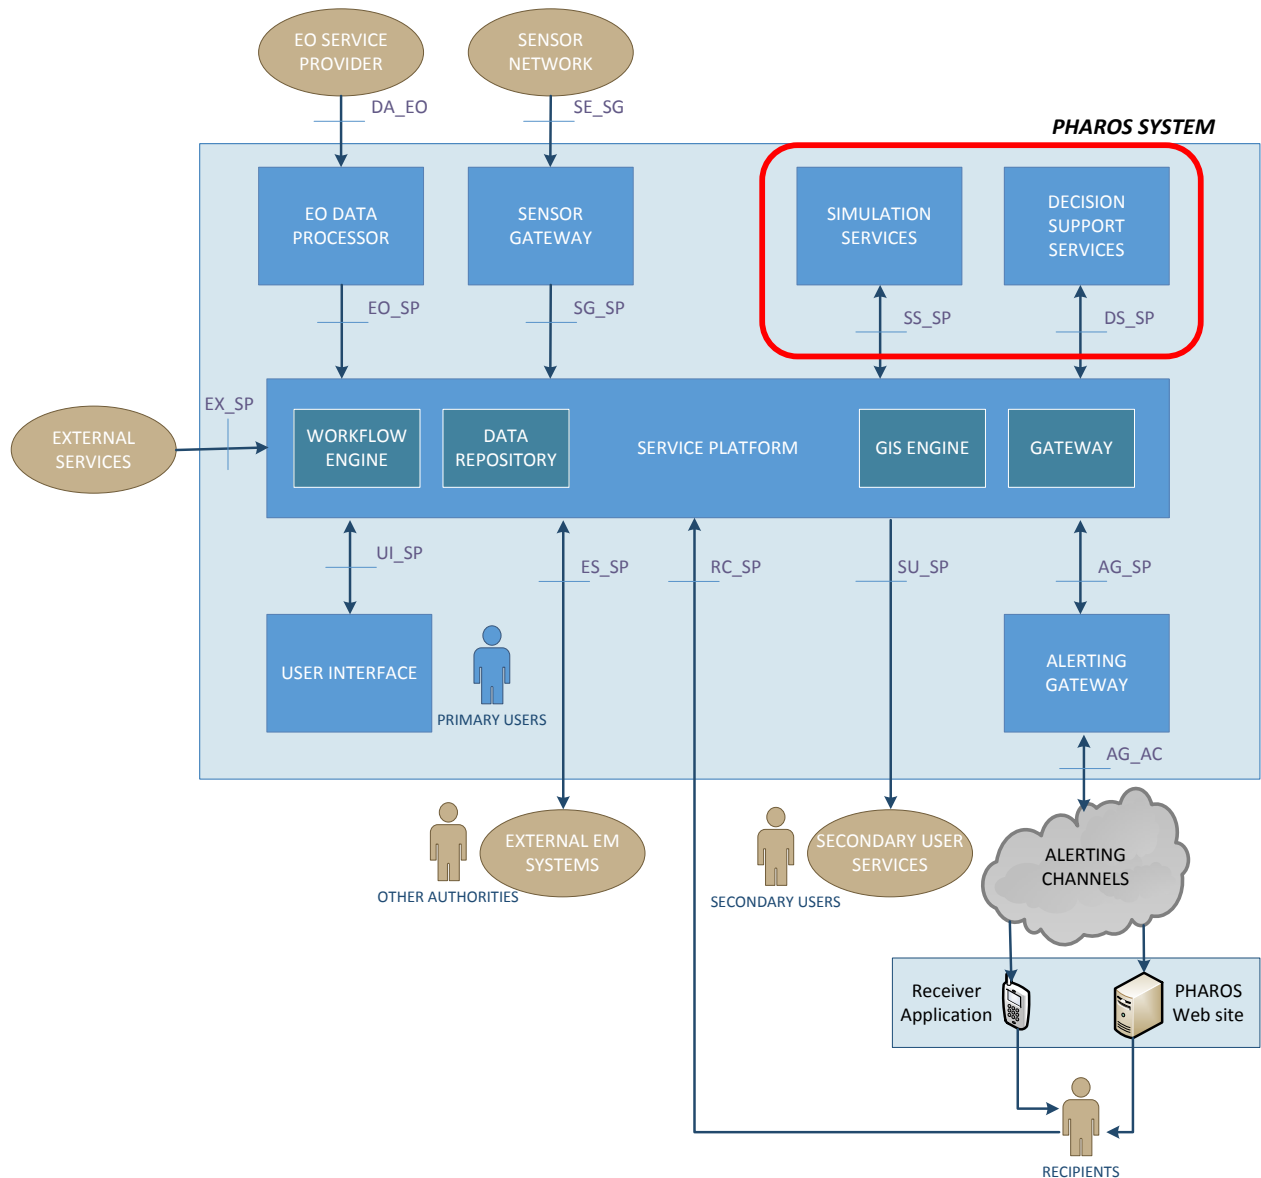 EO SERVICE
PROVIDER
SENSOR
NETWORK
DA_EO
SE_SG
PHAROS SYSTEM
EO DATA
PROCESSOR
SENSOR
GATEWAY
SIMULATION
SERVICES
DECISION
SUPPORT
SERVICES
EO_SP
SG_SP
SS_SP
DS_SP
EX_SP
EXTERNAL
SERVICES
WORKFLOW
ENGINE
DATA
REPOSITORY
SERVICE PLATFORM
GIS ENGINE
GATEWAY
UI_SP
ES_SP
RC_SP
SU_SP
AG_SP
USER INTERFACE
PRIMARY USERS
ALERTING
GATEWAY
AG_AC
OTHER AUTHORITIES
EXTERNAL EM
SYSTEMS
SECONDARY USERS
SECONDARY USER
SERVICES
ALERTING
CHANNELS
Receiver
Application
PHAROS
Web site
RECIPIENTS